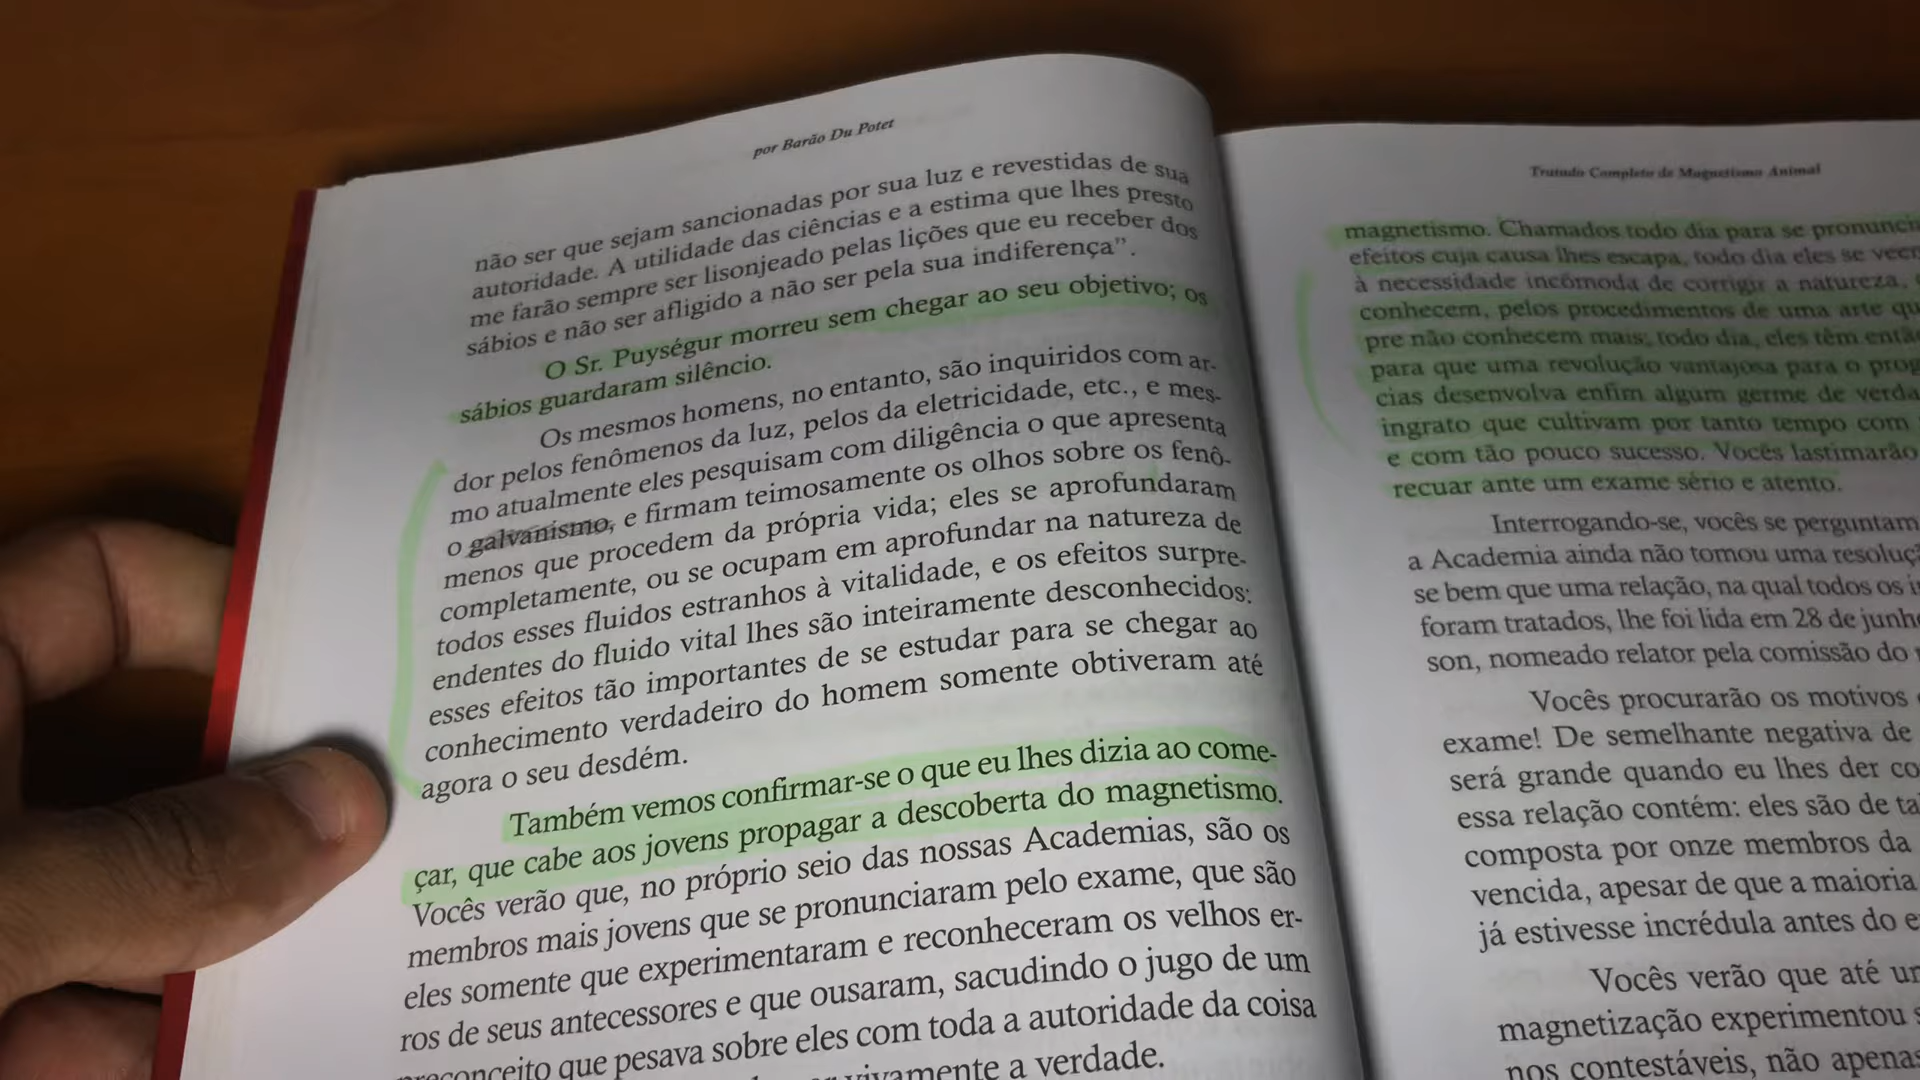 por Barão Du Potet
não ser que sejam sancionadas por sua luz e revestidas de sua
autoridade. A utilidade das ciências e a estima que lhes presto
me farão sempre ser lisonjeado pelas lições que eu receber dos
sábios e não ser afligido a não ser pela sua indiferença”.
O Sr. Puységur morreu sem chegar ao seu objetivo; os
sábios guardaram silêncio.
Os mesmos homens, no entanto, são inquiridos com ar-
dor pelos fenômenos da luz, pelos da eletricidade, etc., e mes-
mo atualmente eles pesquisam com diligência o que apresenta
o galvanismo, e firmam teimosamente os olhos sobre os fenô-
menos que procedem da própria vida; eles se aprofundaram
completamente, ou se ocupam em aprofundar na natureza de
todos esses fluidos estranhos à vitalidade, e os efeitos surpre-
endentes do fluido vital lhes são inteiramente desconhecidos:
esses efeitos tão importantes de se estudar para se chegar ao
conhecimento verdadeiro do homem somente obtiveram até
agora o seu desdém.
Também vemos confirmar-se o que eu lhes dizia ao come-
çar, que cabe aos jovens propagar a descoberta do magnetismo.
Vocês verão que, no próprio seio das nossas Academias, são os
membros mais jovens que se pronunciaram pelo exame, que são
eles somente que experimentaram e reconheceram os velhos er-
ros de seus antecessores e que ousaram, sacudindo o jugo de um
preconceito que pesava sobre eles com toda a autoridade da coisa
vivamente a verdade.
Tratado Completo de Magnetismo Animal
magnetismo. Chamados todo dia para se
efeitos cuja causa lhes escapa, todo dia eles se
à necessidade incômoda de corrigir a natureza,
conhecem, pelos procedimentos de uma arte
pre não conhecem mais; todo dia, eles têm
para que uma revolução vantajosa para o
cias desenvolva enfim algum germe de
ingrato que cultivam por tanto tempo com
e com tão pouco sucesso. Vocês lastimarão
recuar ante um exame sério e atento.
Interrogando-se, vocês se perguntam
a Academia ainda não tomou uma
se bem que uma relação, na qual todos os
foram tratados, lhe foi lida em 28 de
son, nomeado relator pela comissão do
Vocês procurarão os motivos
exame! De semelhante negativa de
será grande quando eu lhes der
essa relação contém: eles são de
composta por onze membros da
vencida, apesar de que a maioria
já estivesse incrédula antes do
Vocês verão que até
magnetização experimentou
nos contestáveis, não